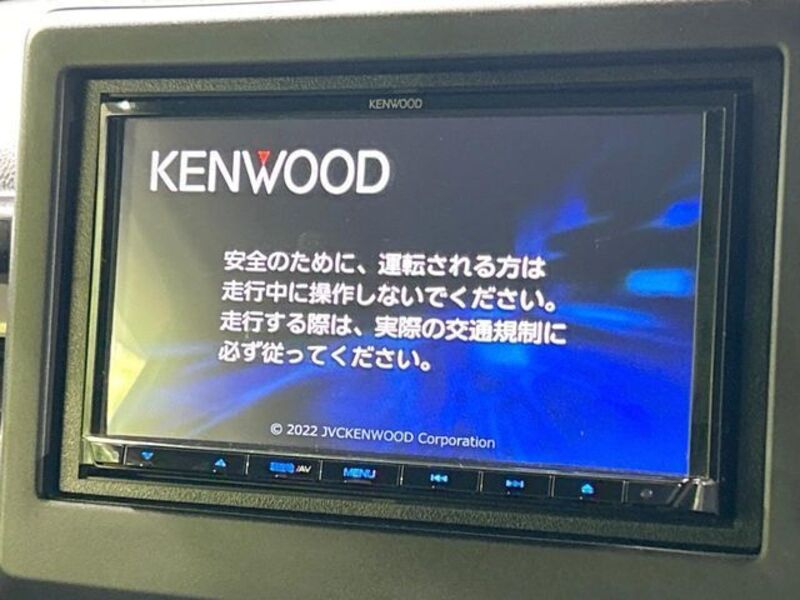 KENWOOD
KENWOOD
安全のために、運転される方は
走行中に操作しないでください。
走行する際は、実際の交通規制に
必ず従ってください。
© 2022 JVCKENWOOD Corporation
/AV
MENU